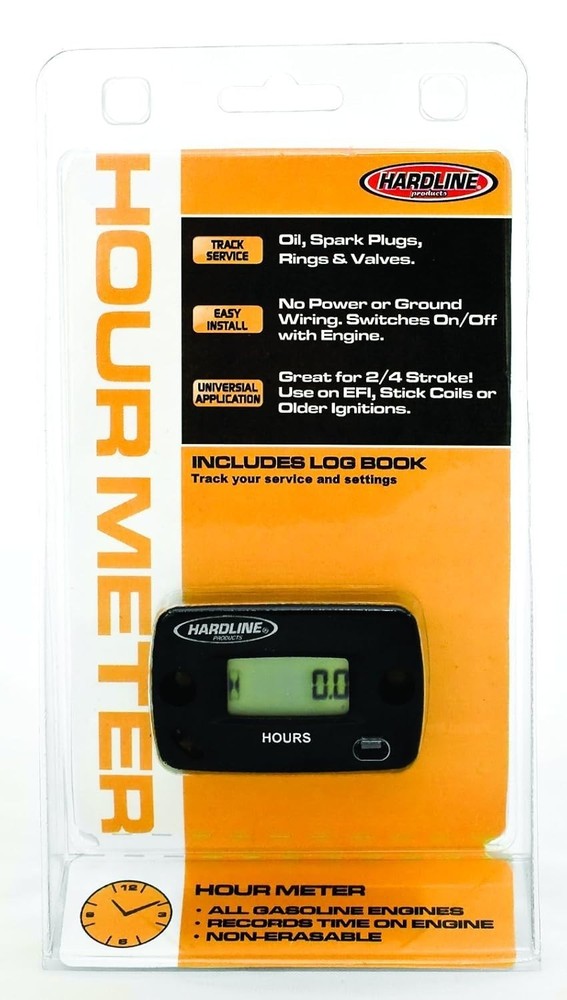 HOUR METER
HARDLINE®
products
TRACK
SERVICE
Oil, Spark Plugs,
Rings & Valves.
EASY
INSTALL
No Power or Ground
Wiring. Switches On/Off
with Engine.
UNIVERSIAL
APPLICATION
Great for 2/4 Stroke!
Use on EFI, Stick Coils or
Older Ignitions.
INCLUDES LOG BOOK
Track your service and settings
HARDLINE®
PRODUCTS
0.0
HOURS
12
3
6
9
HOUR METER
• ALL GASOLINE ENGINES
• RECORDS TIME ON ENGINE
• NON-ERASABLE